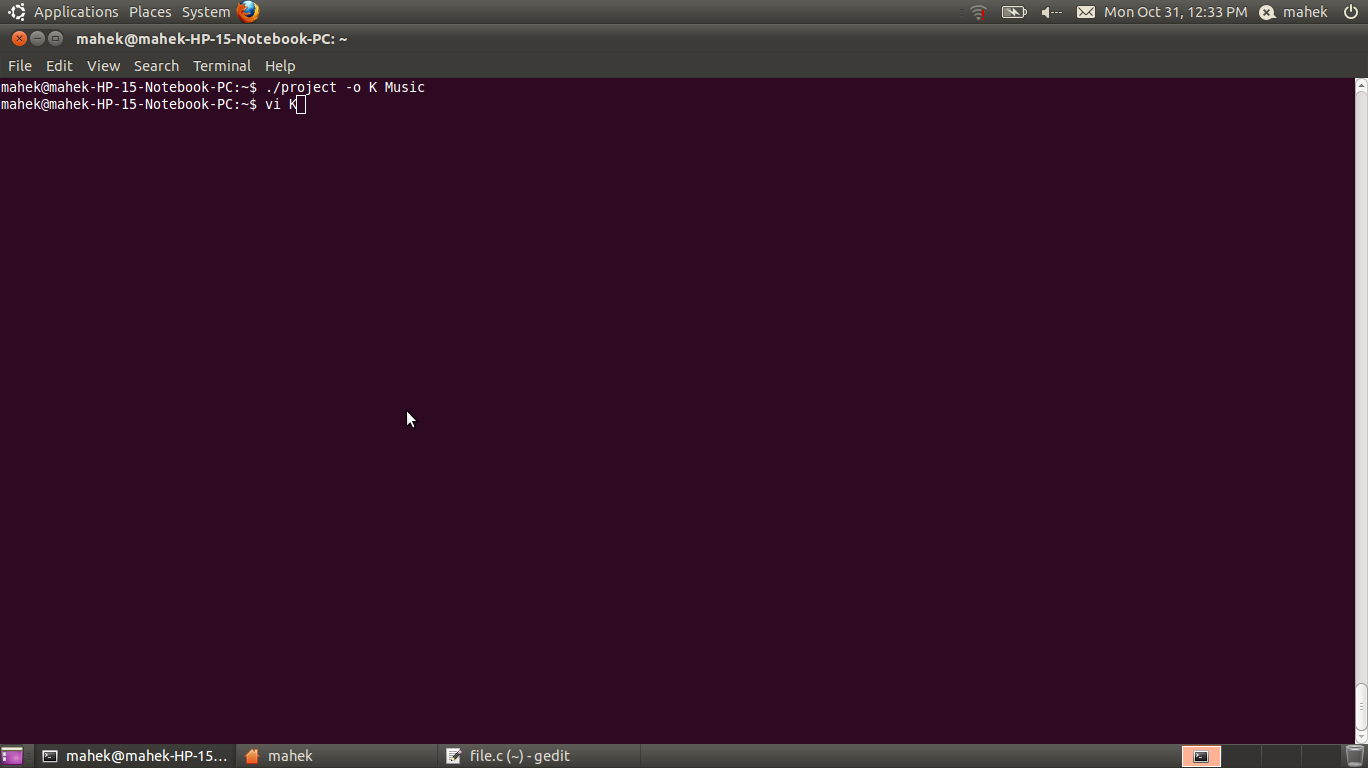 Applications Places System Mon Oct 31, 12:33 PM mahek
mahek@mahek-HP-15-Notebook-PC: ~
File Edit View Search Terminal Help
mahek@mahek-HP-15-Notebook-PC:~$ ./project -o K Music
mahek@mahek-HP-15-Notebook-PC:~$ vi K
mahek@mahek-HP-15... mahek file.c (~) - gedit